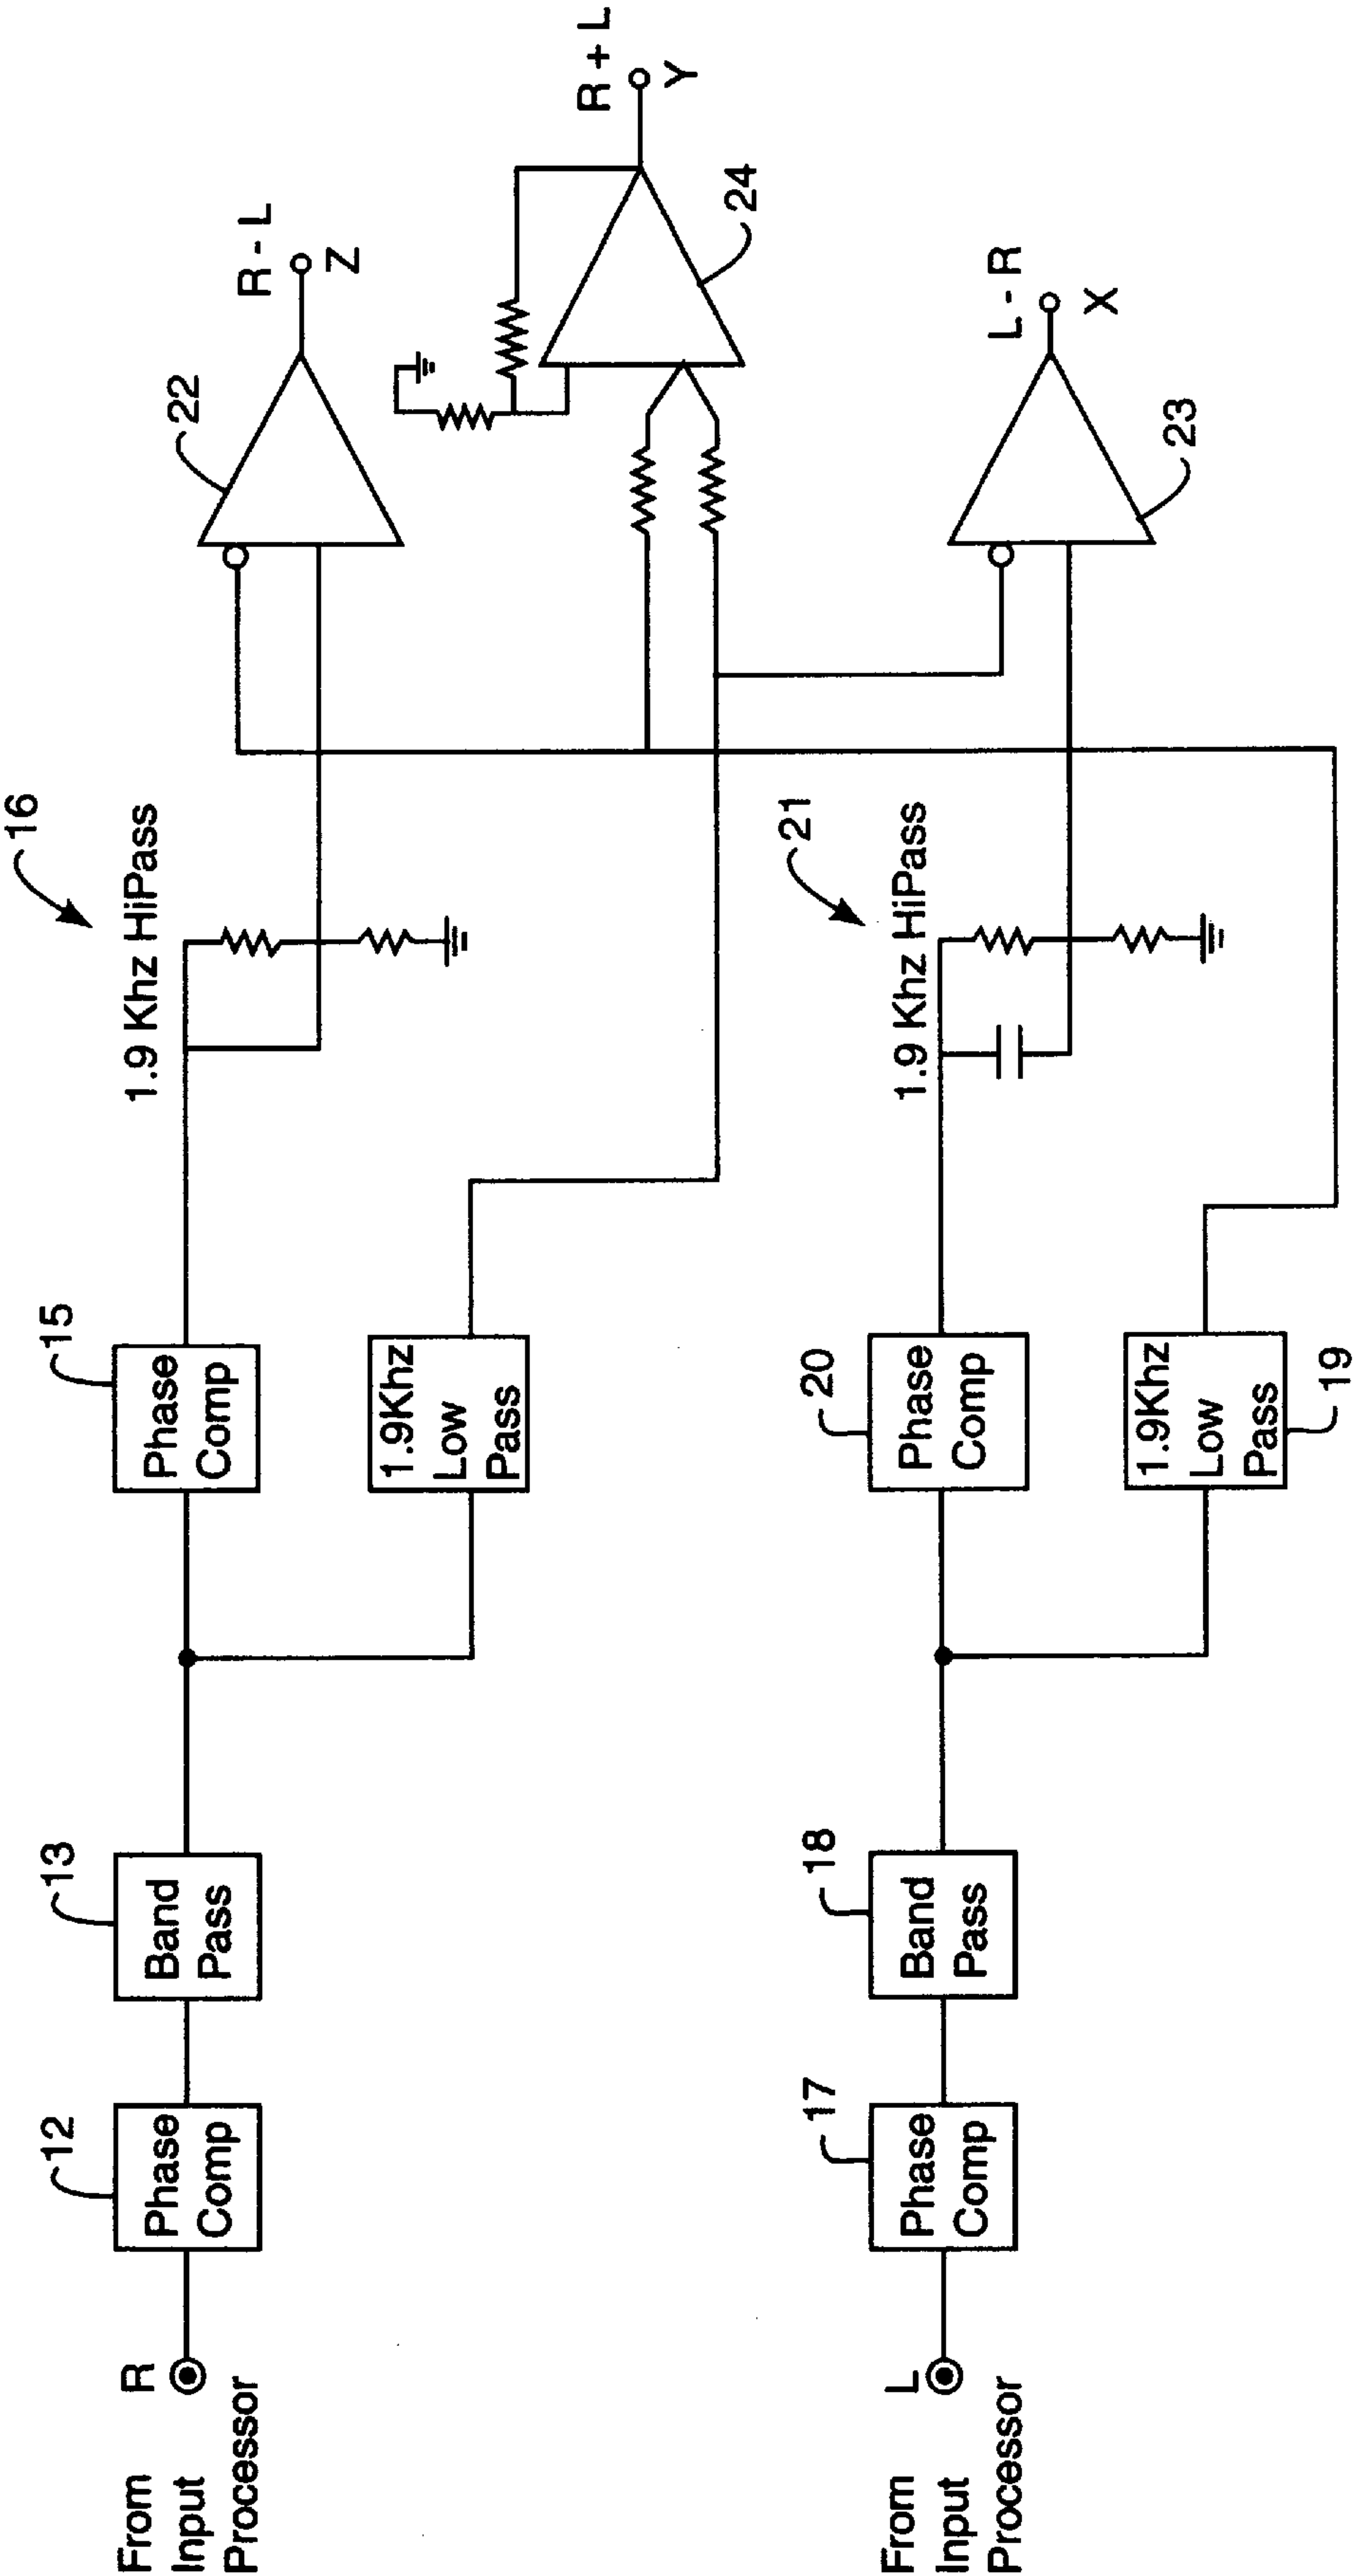 From
Input
Processor
R
12
Phase
Comp
13
Band
Pass
15
Phase
Comp
1.9Khz
Low
Pass
16
1.9 Khz HiPass
22
R - L
Z
R + L
Y
24
From
Input
Processor
L
17
Phase
Comp
18
Band
Pass
20
Phase
Comp
1.9Khz
Low
Pass
19
21
1.9 Khz HiPass
L - R
X
23